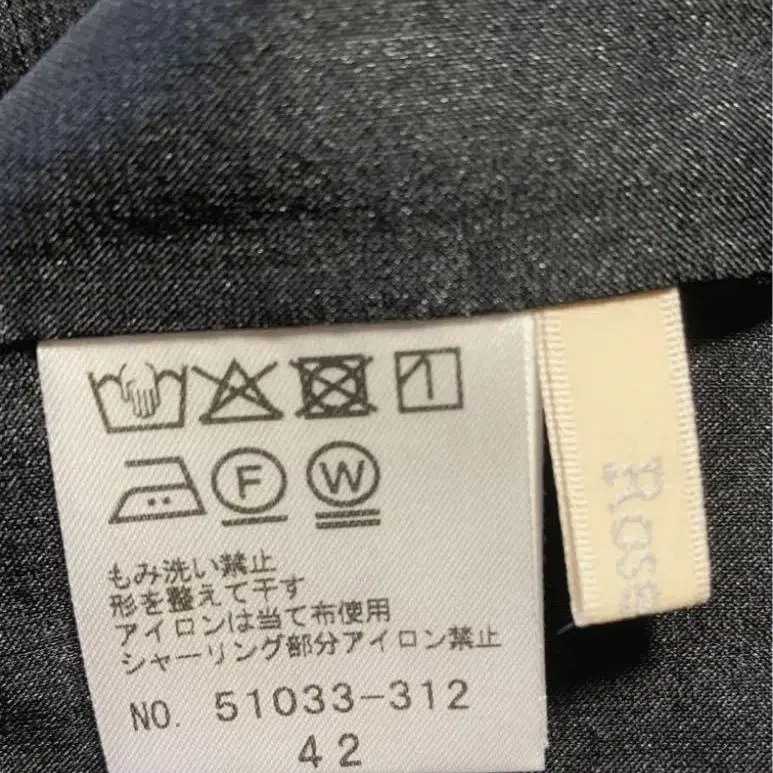 F W
もみ洗い禁止
形を整えて干す
アイロンは当て布使用
シャーリング部分アイロン禁止
NO. 51033-312
42